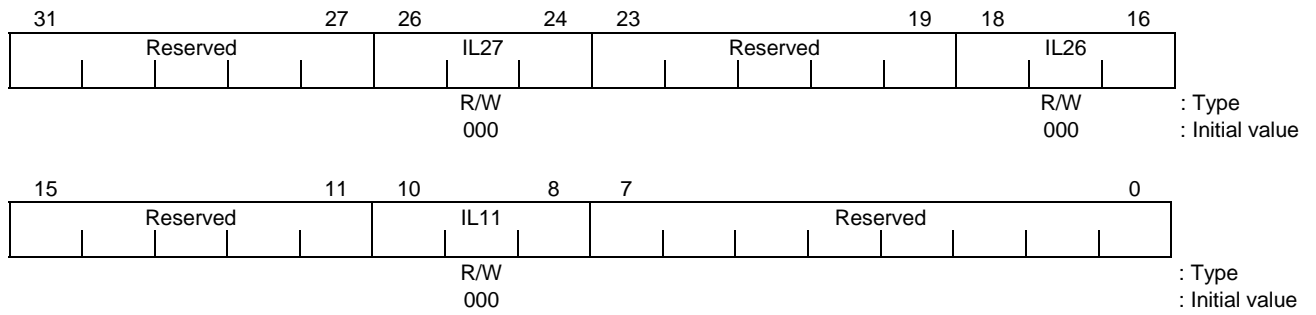 31 27 26 24 23 19 18 16
Reserved IL27 Reserved IL26
R/W R/W : Type
000 000 : Initial value
15 11 10 8 7 0
Reserved IL11 Reserved
R/W : Type
000 : Initial value